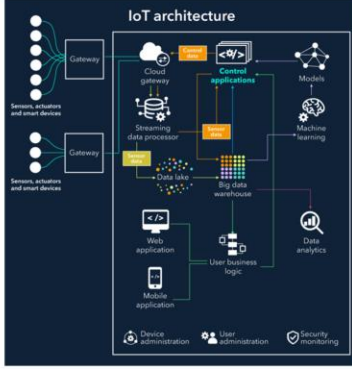 IoT architecture
Gateway
Sensors, actuators
and smart devices
Gateway
Sensors, actuators
and smart devices
Cloud
gateway
Control
data
</>
Control
applications
Models
Streaming
data processor
Sensor
data
Machine
learning
Sensor
data
Data lake
Big data
warehouse
</>
Web
application
User business
logic
Data
analytics
Mobile
application
Device
administration
User
administration
Security
monitoring